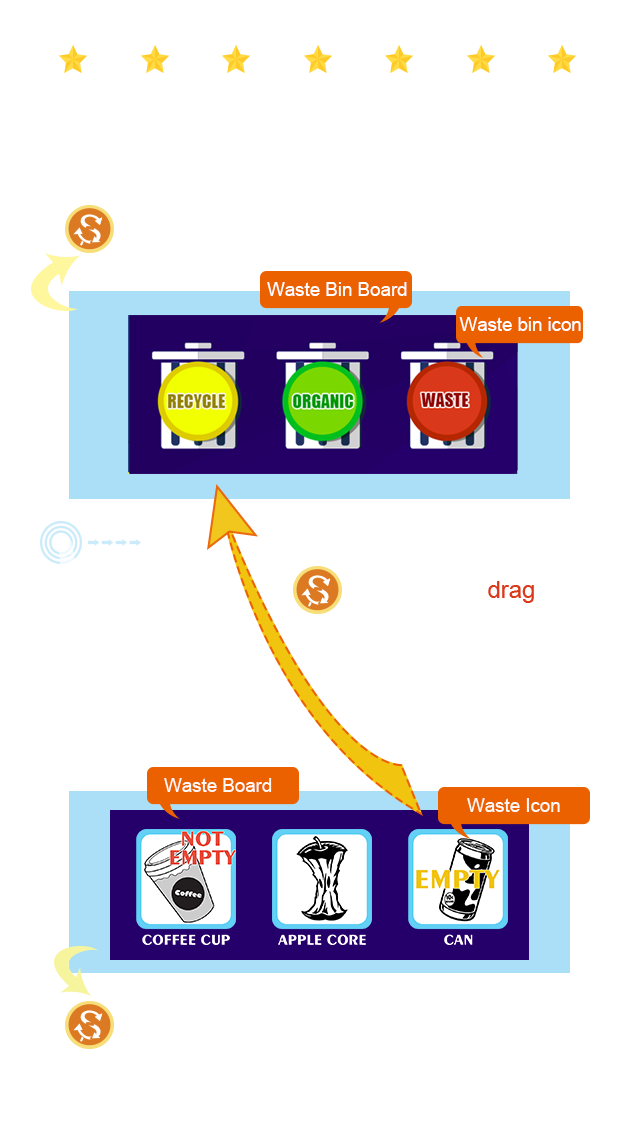 Waste Bin Board
Waste bin icon
RECYCLE
ORGANIC
WASTE
drag
Waste Board
Waste Icon
NOT
EMPTY
Coffee
EMPTY
COFFEE CUP
APPLE CORE
CAN